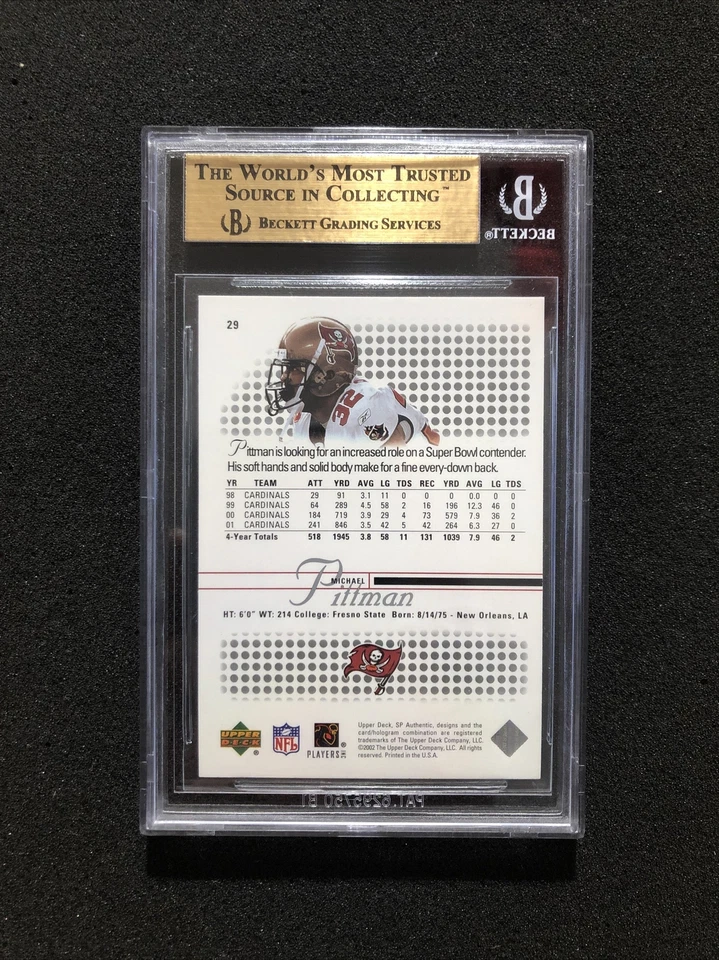 THE WORLD'S MOST TRUSTED
SOURCE IN COLLECTING™
B BECKETT GRADING SERVICES
B
BECKETT®
29
32
Pittman is looking for an increased role on a Super Bowl contender.
His soft hands and solid body make for a fine every-down back.
YR TEAM ATT YRD AVG LG TDS REC YRD AVG LG TDS
98 CARDINALS 29 91 3.1 11 0 0 0 0.0 0 0
99 CARDINALS 64 289 4.5 58 2 16 196 12.3 46 0
00 CARDINALS 184 719 3.9 29 4 73 579 7.9 36 2
01 CARDINALS 241 846 3.5 42 5 42 264 6.3 27 0
4-Year Totals 518 1945 3.8 58 11 131 1039 7.9 46 2
MICHAEL
Pittman
HT: 6'0" WT: 214 College: Fresno State Born: 8/14/75 - New Orleans, LA
UPPER DECK®
NFL
PLAYERS INC
Upper Deck, SP Authentic, designs and the
card/hologram combination are registered
trademarks of The Upper Deck Company, LLC.
©2002 The Upper Deck Company, LLC. All rights
reserved. Printed in the U.S.A.